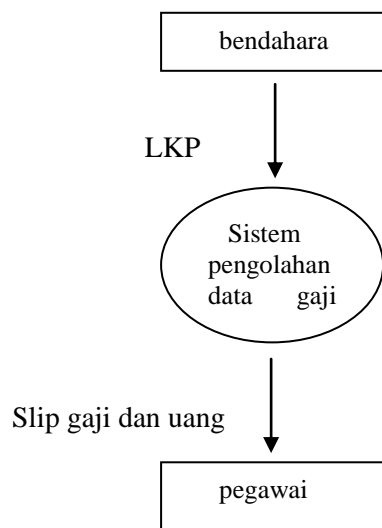 bendahara
LKP
Sistem
pengolahan
data gaji
Slip gaji dan uang
pegawai